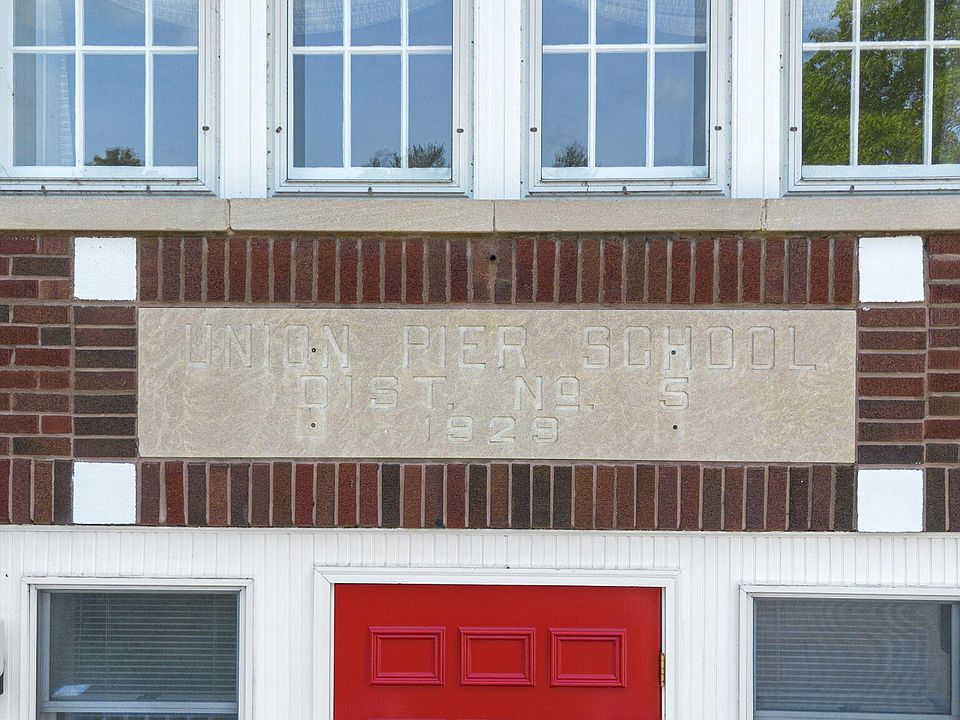 UNION PIER SCHOOL
DIST. No. 5
1929